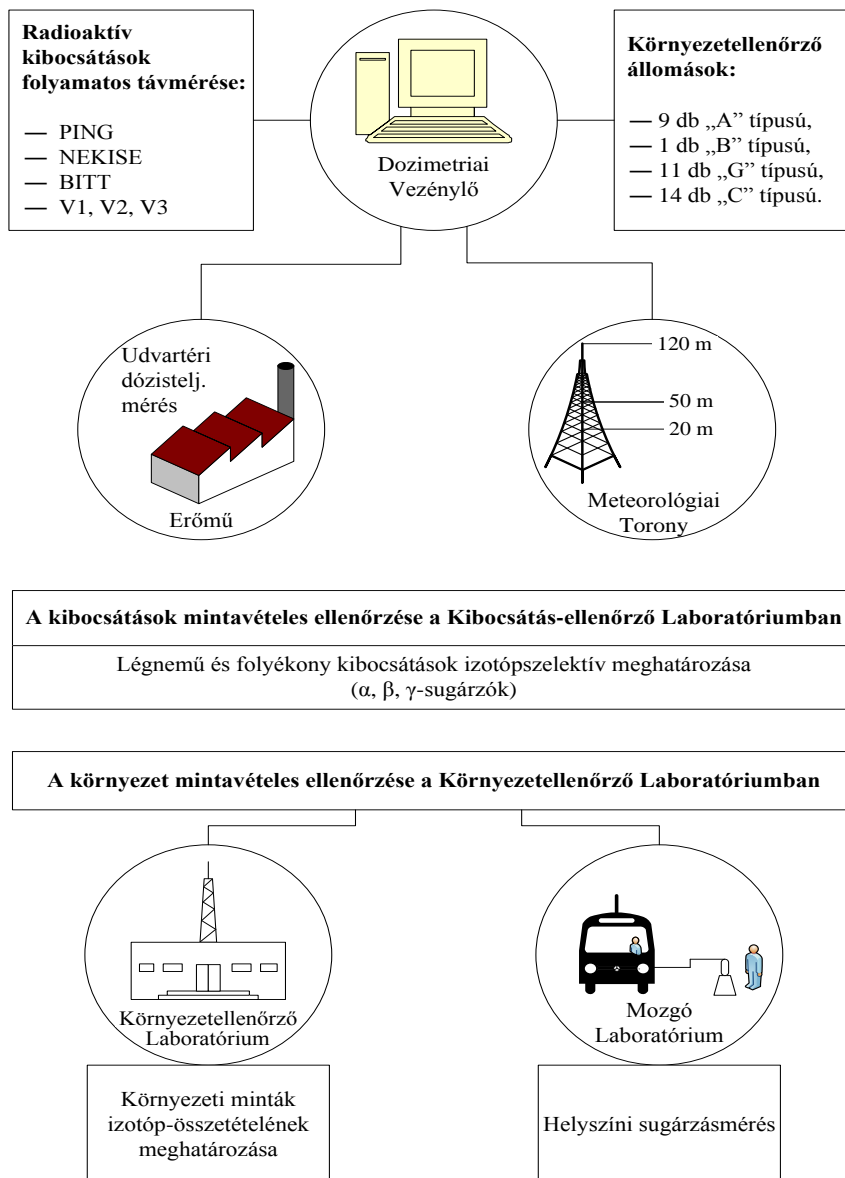 Radioaktív
kibocsátások
folyamatos távmérése:
— PING
— NEKISE
— BITT
— V1, V2, V3
Dozimetriai
Vezénylő
Környezetellenőrző
állomások:
— 9 db „A” típusú,
— 1 db „B” típusú,
— 11 db „G” típusú,
— 14 db „C” típusú.
Udvartéri
dózistelj.
mérés
Erőmű
120 m
50 m
20 m
Meteorológiai
Torony
A kibocsátások mintavételes ellenőrzése a Kibocsátás-ellenőrző Laboratóriumban
Légnemű és folyékony kibocsátások izotópszelektív meghatározása
(α, β, γ-sugárzók)
A környezet mintavételes ellenőrzése a Környezetellenőrző Laboratóriumban
Környezetellenőrző
Laboratórium
Környezeti minták
izotóp-összetételének
meghatározása
Mozgó
Laboratórium
Helyszíni sugárzásmérés